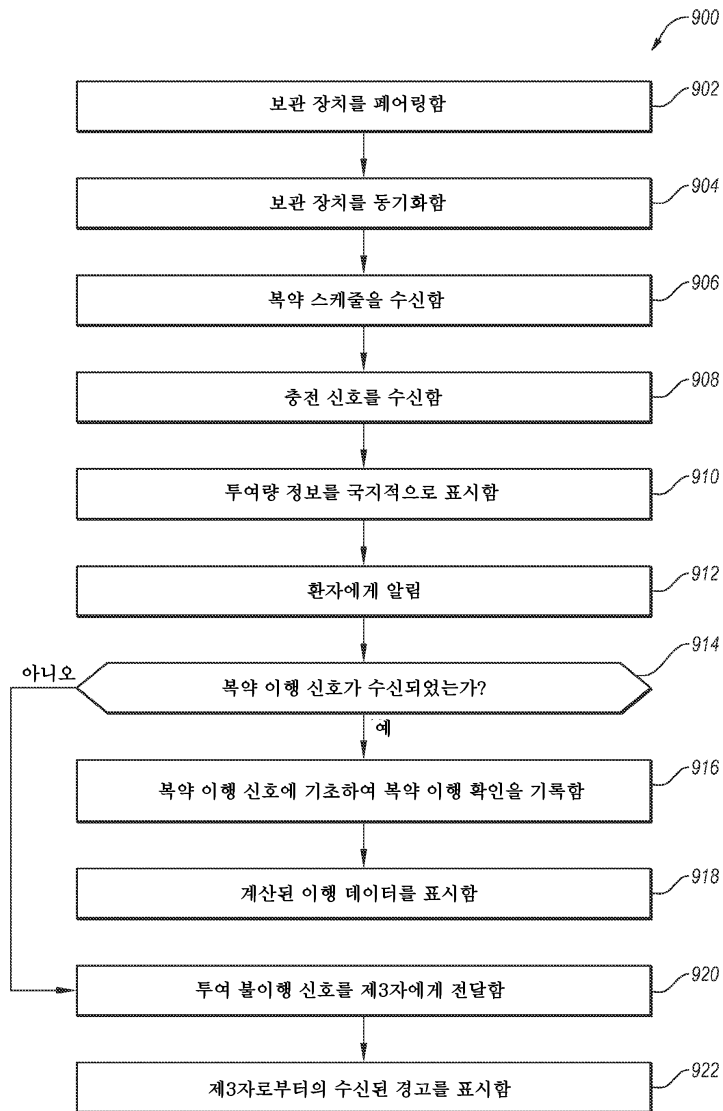 900
보관 장치를 페어링함
902
보관 장치를 동기화함
904
복약 스케줄을 수신함
906
충전 신호를 수신함
908
투여량 정보를 국지적으로 표시함
910
환자에게 알림
912
914
아니오
복약 이행 신호가 수신되었는가?
예
복약 이행 신호에 기초하여 복약 이행 확인을 기록함
916
계산된 이행 데이터를 표시함
918
투여 불이행 신호를 제3자에게 전달함
920
제3자로부터의 수신된 경고를 표시함
922